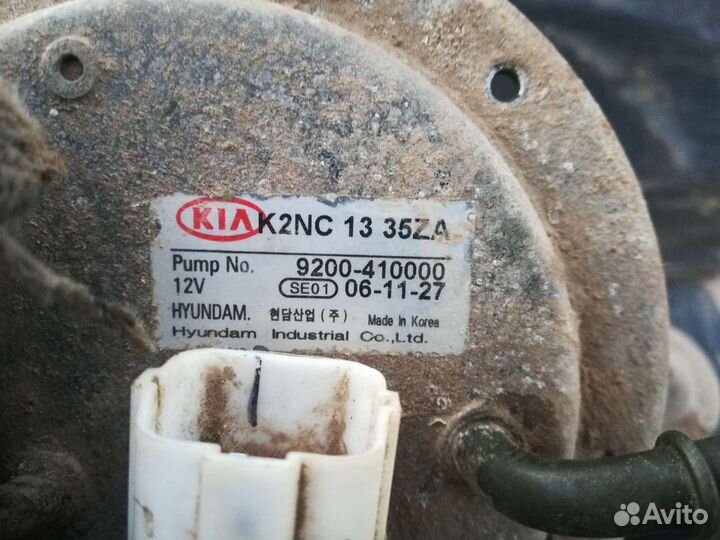 KIA K2NC 13 35ZA
Pump No. 9200-410000
12V SE01 06-11-27
HYUNDAM. 현담산업 (주) Made in Korea
Hyundam Industrial Co.,Ltd.
Avito